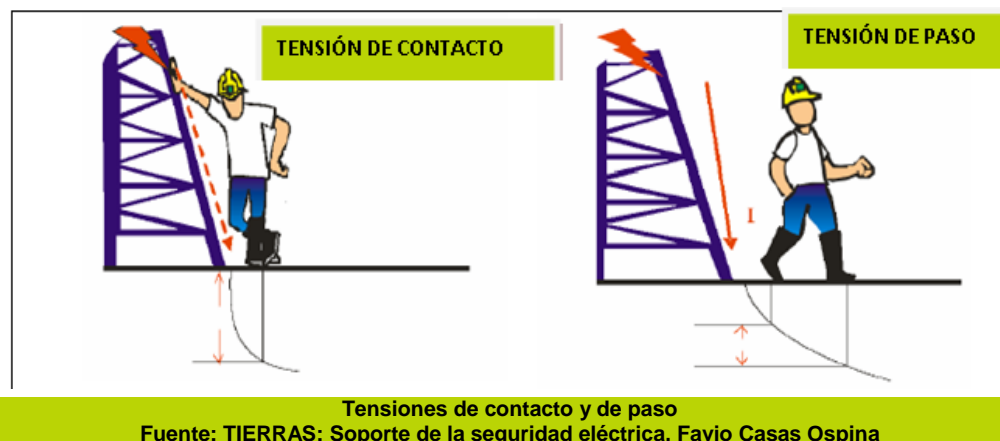 TENSIÓN DE CONTACTO
TENSIÓN DE PASO
I
Tensiones de contacto y de paso
Fuente: TIERRAS: Soporte de la seguridad eléctrica. Favio Casas Ospina